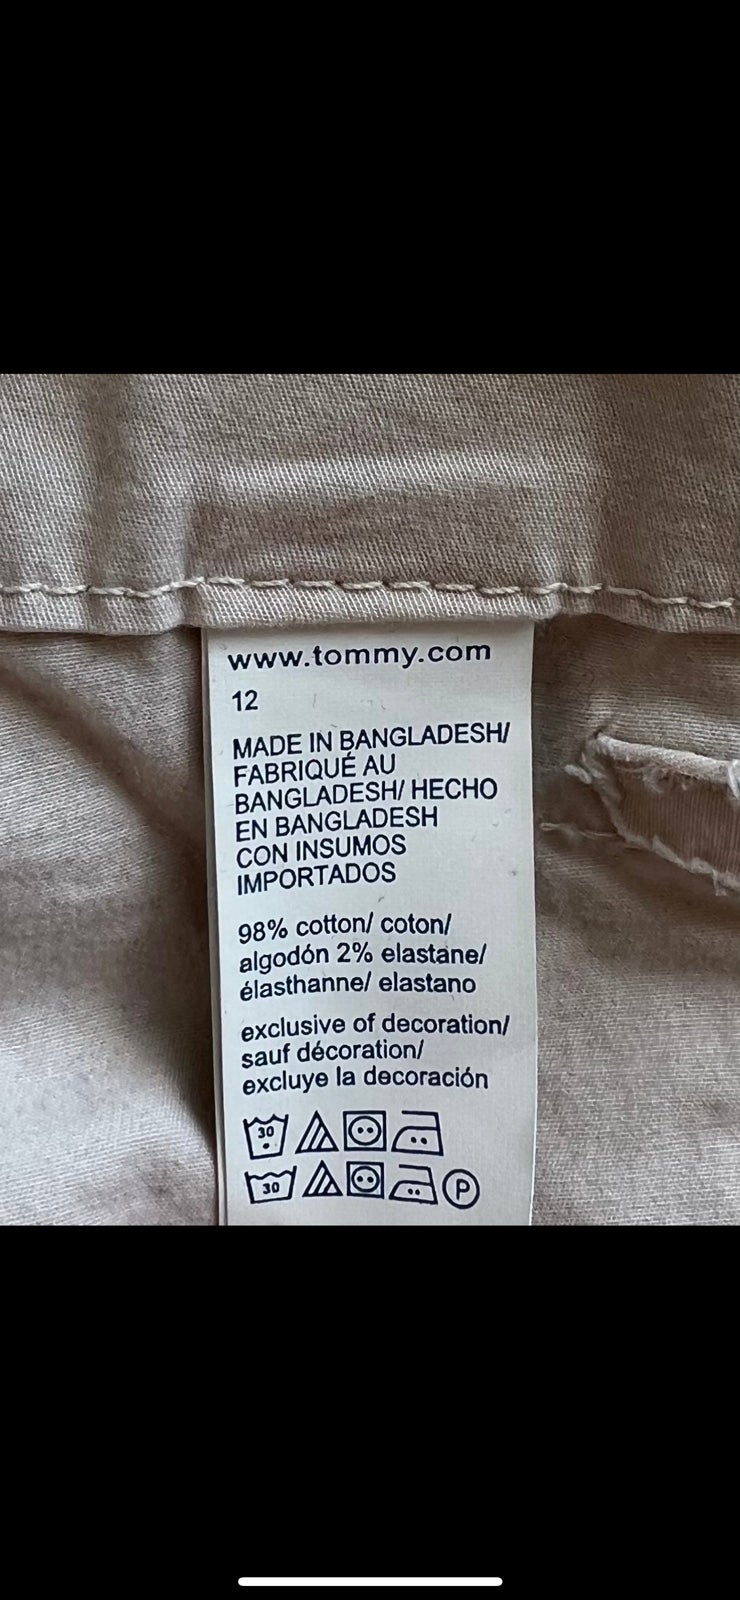 www.tommy.com
12
MADE IN BANGLADESH/
FABRIQUÉ AU
BANGLADESH/ HECHO
EN BANGLADESH
CON INSUMOS
IMPORTADOS
98% cotton/ coton/
algodón 2% elastane/
élasthanne/ elastano
exclusive of decoration/
sauf décoration/
excluye la decoración
30
30 P